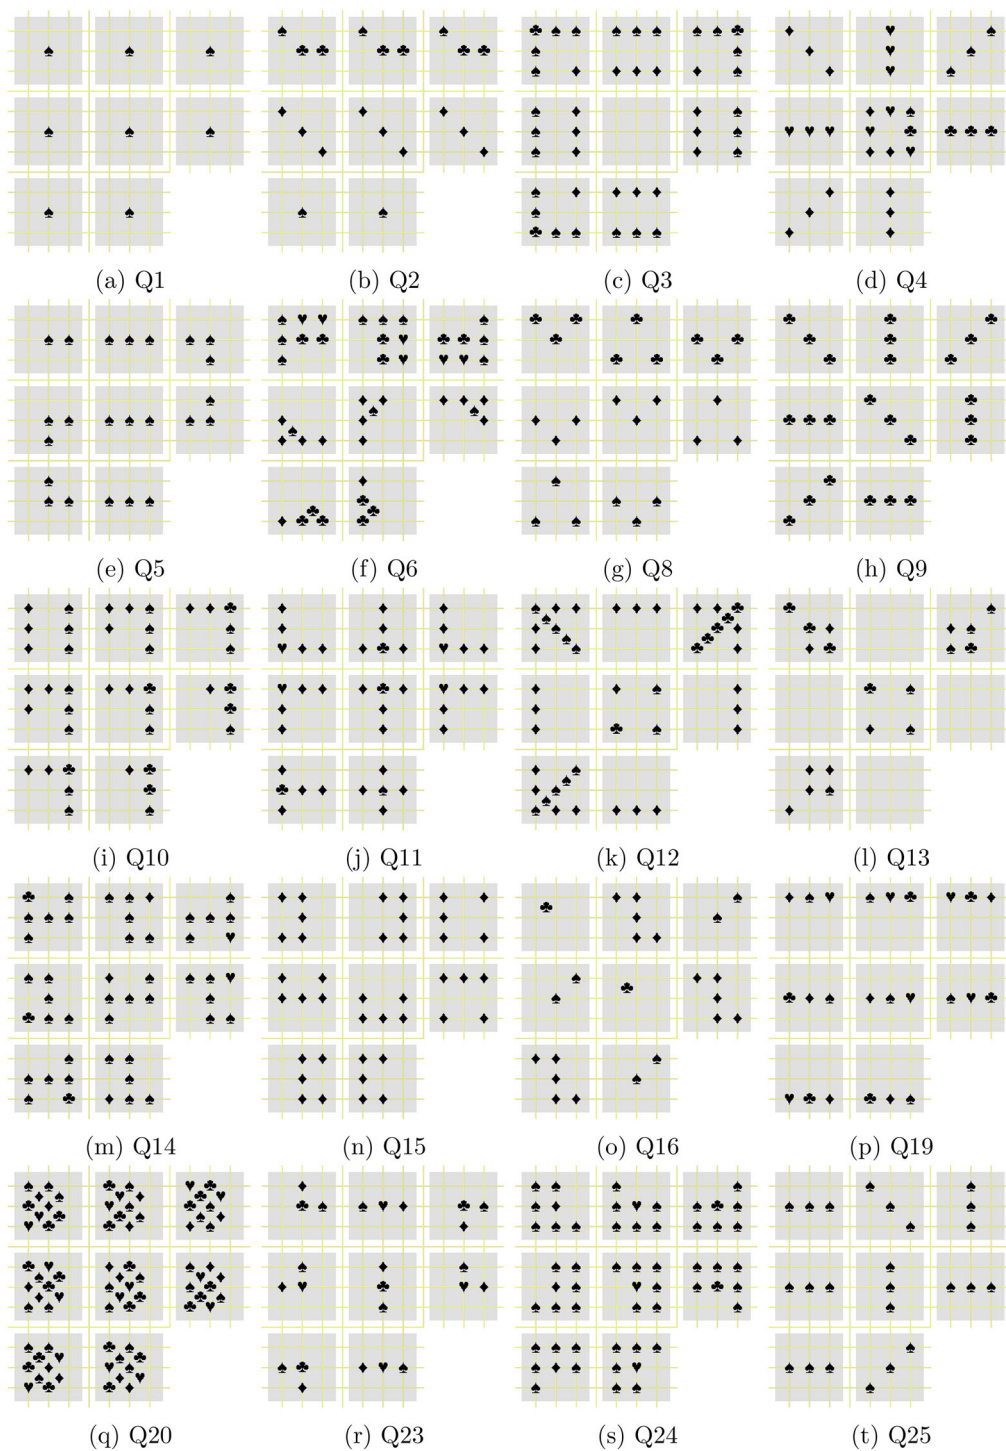 (a) Q1 (b) Q2 (c) Q3 (d) Q4
(e) Q5 (f) Q6 (g) Q8 (h) Q9
(i) Q10 (j) Q11 (k) Q12 (l) Q13
(m) Q14 (n) Q15 (o) Q16 (p) Q19
(q) Q20 (r) Q23 (s) Q24 (t) Q25